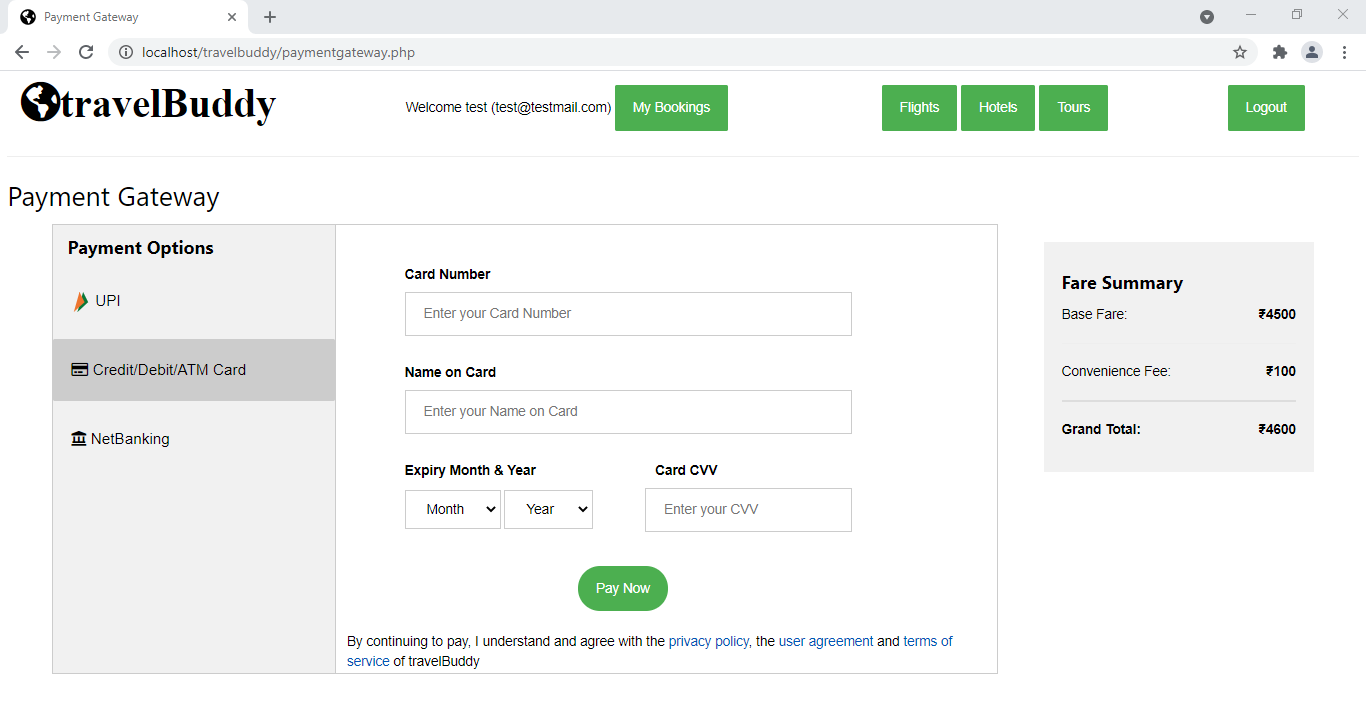 Payment Gateway
localhost/travelbuddy/paymentgateway.php
travelBuddy
Welcome test (test@testmail.com)
My Bookings
Flights
Hotels
Tours
Logout
Payment Gateway
Payment Options
UPI
Credit/Debit/ATM Card
NetBanking
Card Number
Enter your Card Number
Name on Card
Enter your Name on Card
Expiry Month & Year
Card CVV
Month
Year
Enter your CVV
Pay Now
By continuing to pay, I understand and agree with the privacy policy, the user agreement and terms of
service of travelBuddy
Fare Summary
Base Fare: ₹4500
Convenience Fee: ₹100
Grand Total: ₹4600